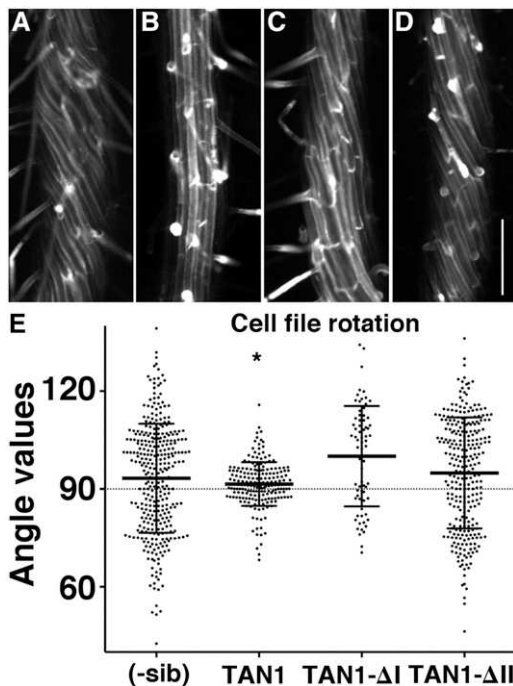 A B C D
E Cell file rotation
*
Angle values
120
90
60
(-sib) TAN1 TAN1-ΔI TAN1-ΔII